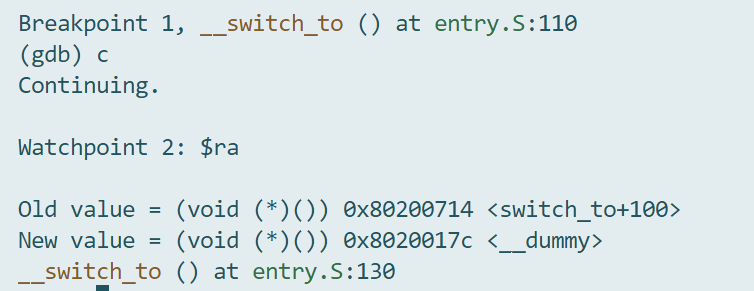 Breakpoint 1, __switch_to () at entry.S:110
(gdb) c
Continuing.
Watchpoint 2: $ra
Old value = (void (*)()) 0x80200714 <switch_to+100>
New value = (void (*)()) 0x8020017c <__dummy>
__switch_to () at entry.S:130